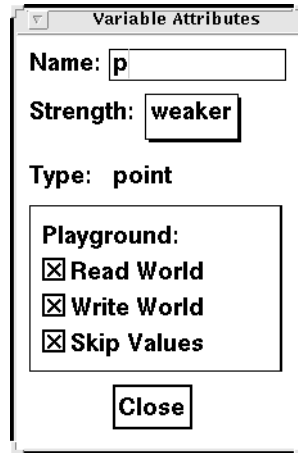 Variable Attributes
Name: p
Strength: weaker
Type: point
Playground:
Read World
Write World
Skip Values
Close